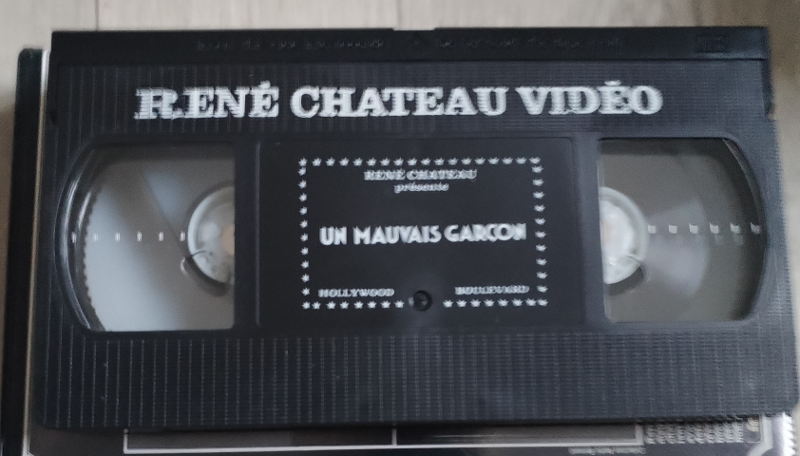 RENÉ CHATEAU VIDÉO
RENÉ CHATEAU
présente
UN MAUVAIS GARÇON
HOLLYWOOD BOULEVARD